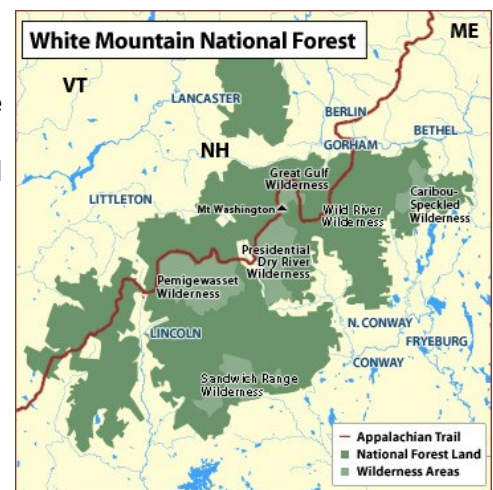 White Mountain National Forest
ME
VT
LANCASTER
BERLIN
BETHEL
GORHAM
NH
Great Gulf
Wilderness
Caribou-
Speckled
Wilderness
LITTLETON
Mt Washington
Wild River
Wilderness
Presidential
Dry River
Wilderness
Pemigewasset
Wilderness
N. CONWAY
LINCOLN
FRYEBURG
CONWAY
Sandwich Range
Wilderness
Appalachian Trail
National Forest Land
Wilderness Areas